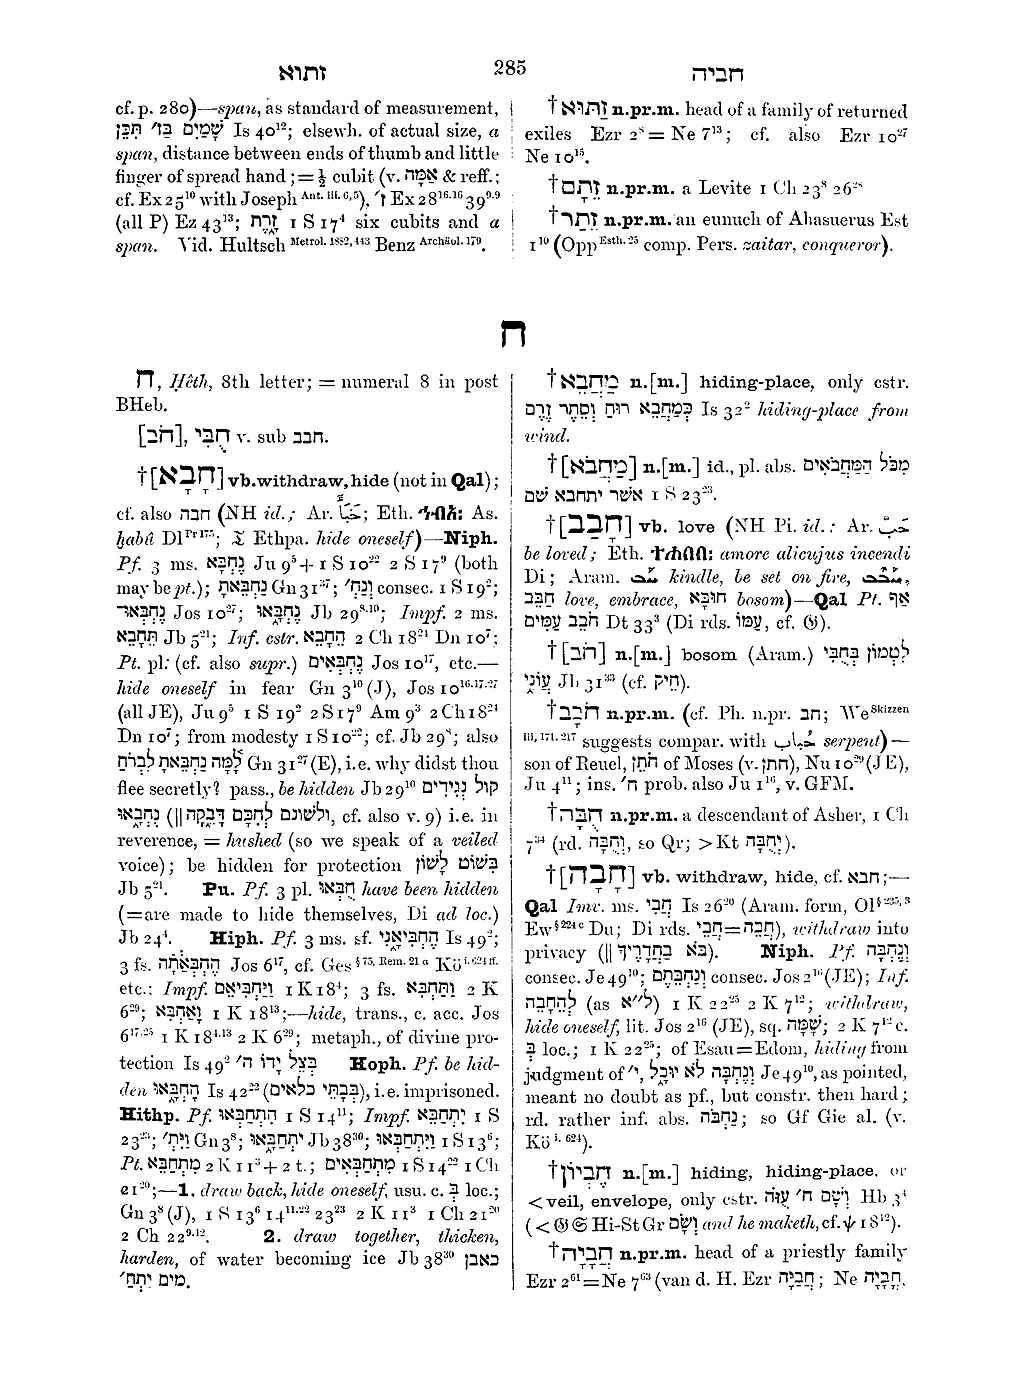 זתוא
285
חביה
cf. p. 280)—span, as standard of measurement,
שָׁמַיִם בַּז׳ תִּכֵּן Is 40¹²; elsewh. of actual size, a
span, distance between ends of thumb and little
finger of spread hand; = ½ cubit (v. אַמָּה & reff.;
cf. Ex 25¹⁰ with Joseph Ant. iii. 6, 5), ז׳ Ex 28¹⁶·¹⁶ 39⁹·⁹
(all P) Ez 43¹³; זָרֶת 1 S 17⁴ six cubits and a
span. Vid. Hultsch Metrol. 1882, 443 Benz Archäol. 179.
†זַתּוּא n.pr.m. head of a family of returned
exiles Ezr 2⁸ = Ne 7¹³; cf. also Ezr 10²⁷
Ne 10¹⁵.
†זֵתָם n.pr.m. a Levite 1 Ch 23⁸ 26²²
†זֵתַר n.pr.m. an eunuch of Ahasuerus Est
1¹⁰ (Opp Esth. 25 comp. Pers. zaitar, conqueror).
ח
ח, Ḥêth, 8th letter; = numeral 8 in post
BHeb.
[חֹב], חֻבִּי v. sub חבב.
†[חָבָא] vb. withdraw, hide (not in Qal);
cf. also חבה (NH id.; Ar. خَبَأَ; Eth. ኀብአ: As.
ḫabû Dl Pr 175; 𝔗 Ethpa. hide oneself)—Niph.
Pf. 3 ms. נֶחְבָּא Ju 9⁵ + 1 S 10²² 2 S 17⁹ (both
may be pt.); נַחְבֵּאתָ Gn 31²⁷; וְנַחְ׳ consec. 1 S 19²;
נֶחְבְּאוּ Jos 10²⁷; נֶחְבָּאוּ Jb 29⁸·¹⁰; Impf. 2 ms.
תֵּחָבֵא Jb 5²¹; Inf. cstr. הֵחָבֵא 2 Ch 18²⁴ Dn 10⁷;
Pt. pl. (cf. also supr.) נֶחְבְּאִים Jos 10¹⁷, etc.—
hide oneself in fear Gn 3¹⁰ (J), Jos 10¹⁶·¹⁷·²⁷
(all JE), Ju 9⁵ 1 S 19² 2 S 17⁹ Am 9³ 2 Ch 18²⁴
Dn 10⁷; from modesty 1 S 10²²; cf. Jb 29⁸; also
לָמָּה נַחְבֵּאתָ לִבְרֹחַ Gn 31²⁷ (E), i.e. why didst thou
flee secretly? pass., be hidden Jb 29¹⁰ קוֹל נְגִידִים
נֶחְבָּאוּ (‖ וּלְשׁוֹנָם לְחִכָּם דָּבֵקָה, cf. also v. 9) i.e. in
reverence, = hushed (so we speak of a veiled
voice); be hidden for protection בְּשׁוֹט לָשׁוֹן
Jb 5²¹. Pu. Pf. 3 pl. חֻבְּאוּ have been hidden
(= are made to hide themselves, Di ad loc.)
Jb 24⁴. Hiph. Pf. 3 ms. sf. הֶחְבִּיאָנִי Is 49²;
3 fs. הֶחְבְּאַתָה Jos 6¹⁷, cf. Ges § 75, Rem. 21 a Kö i. 624 ff.
etc.; Impf. וַיַּחְבִּיאֵם 1 K 18⁴; 3 fs. וַתַּחְבֵּא 2 K
6²⁹; וָאַחְבִּא 1 K 18¹³;—hide, trans., c. acc. Jos
6¹⁷·²⁵ 1 K 18⁴·¹³ 2 K 6²⁹; metaph., of divine pro-
tection Is 49² בְּצֵל יָדוֹ ה׳ Hoph. Pf. be hid-
den הָחְבָּאוּ Is 42²² (בְּבָתֵּי כלאים), i.e. imprisoned.
Hithp. Pf. הִתְחַבְּאוּ 1 S 14¹¹; Impf. יִתְחַבֵּא 1 S
23²³; וַיִּתְ׳ Gn 3⁸; יִתְחַבָּאוּ Jb 38³⁰; וַיִּתְחַבְּאוּ 1 S 13⁶;
Pt. מִתְחַבֵּא 2 K 11³ + 2 t.; מִתְחַבְּאִים 1 S 14²² 1 Ch
21²⁰;—1. draw back, hide oneself, usu. c. בְּ loc.;
Gn 3⁸ (J), 1 S 13⁶ 14¹¹·²² 23²³ 2 K 11³ 1 Ch 21²⁰
2 Ch 22⁹·¹². 2. draw together, thicken,
harden, of water becoming ice Jb 38³⁰ כאבן
מים יִתְחַ׳.
†מַחֲבֵא n.[m.] hiding-place, only cstr.
כְּמַחֲבֵא רוּחַ וְסֵתֶר זָרֶם Is 32² hiding-place from
wind.
†[מַחֲבֹא] n.[m.] id., pl. abs. מִכֹּל הַמַּחֲבֹאִים
אשׁר יתחבא שׁם 1 S 23²³.
†[חָבַב] vb. love (NH Pi. id.; Ar. حَبَّ
be loved; Eth. ተሐበበ: amore alicujus incendi
Di; Aram. ܚܒ kindle, be set on fire, ܚܒܒ,
חַבֵּב love, embrace, חוּבָּא bosom)—Qal Pt. אַף
חֹבֵב עַמִּים Dt 33³ (Di rds. עַמּוֹ, cf. 𝔊).
†[חֹב] n.[m.] bosom (Aram.) לִטְמוֹן בְּחֻבִּי
עֲוֹנִי Jb 31³³ (cf. חֵיק).
†חֹבָב n.pr.m. (cf. Ph. n.pr. חב; We Skizzen
iii, 171. 217 suggests compar. with حُبَاب serpent)—
son of Reuel, חֹתֵן of Moses (v. חתן), Nu 10²⁹ (JE),
Ju 4¹¹; ins. ח׳ prob. also Ju 1¹⁶, v. GFM.
†חֻבָּה n.pr.m. a descendant of Asher, 1 Ch
7³⁴ (rd. וְחֻבָּה, so Qr; > Kt יְחֻבָּה).
†[חָבָה] vb. withdraw, hide, cf. חבא;—
Qal Imv. ms. חֲבִי Is 26²⁰ (Aram. form, Ol § 235, 3
Ew § 224 c Du; Di rds. חֲבֵה=חֲבִי), withdraw into
privacy (‖ בֹּא בַחֲדָרֶיךָ). Niph. Pf. וְנֶחְבָּה
consec. Je 49¹⁰; וְנַחְבֵּתֶם consec. Jos 2¹⁶ (JE); Inf.
לְהֵחָבֵה (as ל״א) 1 K 22²⁵ 2 K 7¹²; withdraw,
hide oneself, lit. Jos 2¹⁶ (JE), sq. שָׁמָּה; 2 K 7¹² c.
בְּ loc.; 1 K 22²⁵; of Esau = Edom, hiding from
judgment of י׳, וְנֶחְבָּה לֹא יוּכָל Je 49¹⁰, as pointed,
meant no doubt as pf., but constr. then hard;
rd. rather inf. abs. נַחְבֹּה; so Gf Gie al. (v.
Kö i. 624).
†חֶבְיוֹן n.[m.] hiding, hiding-place, or
< veil, envelope, only cstr. וְשָׁם ח׳ עֻזֹּה Hb 3⁴
(< 𝔊 𝔖 Hi-St Gr וְשָׂם and he maketh, cf. ψ 18¹²).
†חֲבָיָה n.pr.m. head of a priestly family
Ezr 2⁶¹ = Ne 7⁶³ (van d. H. Ezr חֲבַיָּה; Ne חֳבָיָה.